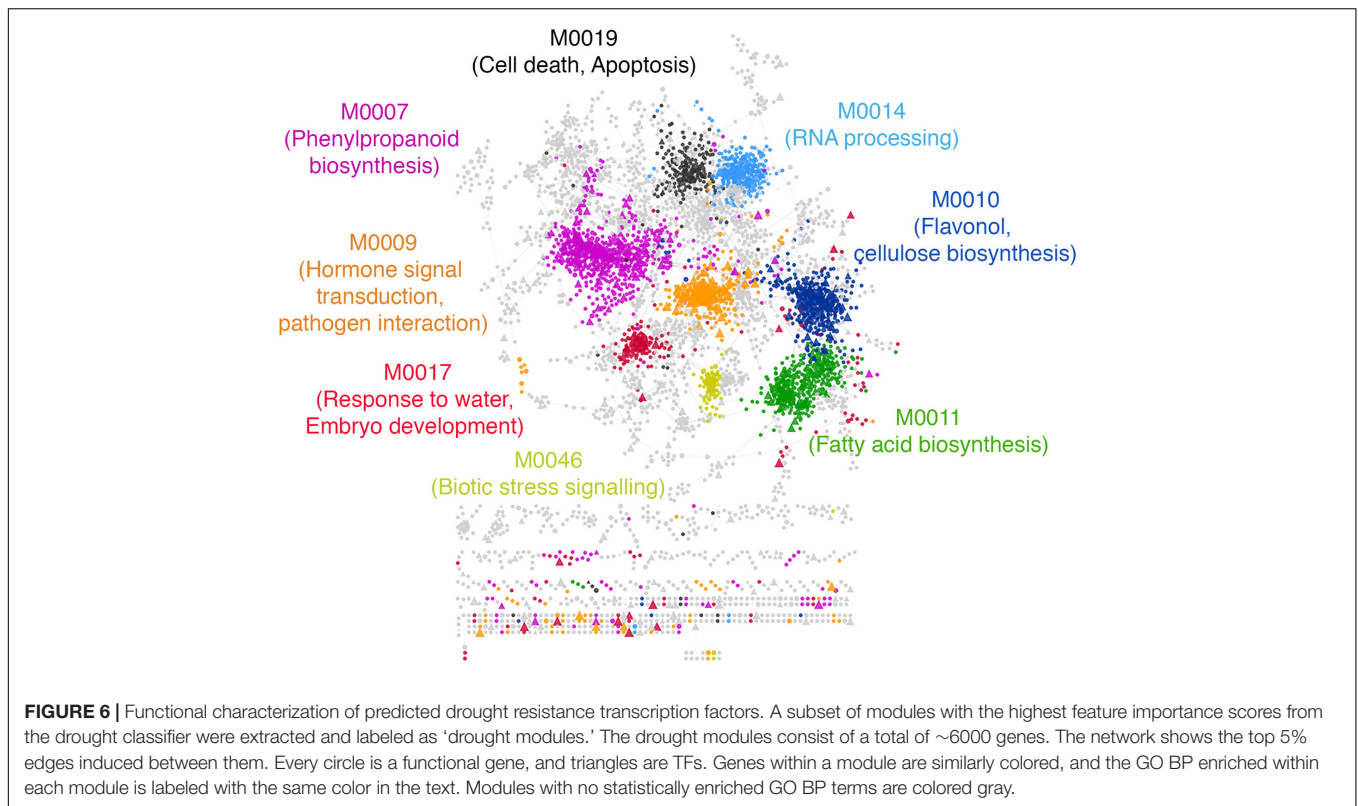 M0019
(Cell death, Apoptosis)
M0007
(Phenylpropanoid
biosynthesis)
M0014
(RNA processing)
M0010
(Flavonol,
cellulose biosynthesis)
M0009
(Hormone signal
transduction,
pathogen interaction)
M0017
(Response to water,
Embryo development)
M0011
(Fatty acid biosynthesis)
M0046
(Biotic stress signalling)
FIGURE 6 | Functional characterization of predicted drought resistance transcription factors. A subset of modules with the highest feature importance scores from
the drought classifier were extracted and labeled as ‘drought modules.’ The drought modules consist of a total of ∼6000 genes. The network shows the top 5%
edges induced between them. Every circle is a functional gene, and triangles are TFs. Genes within a module are similarly colored, and the GO BP enriched within
each module is labeled with the same color in the text. Modules with no statistically enriched GO BP terms are colored gray.